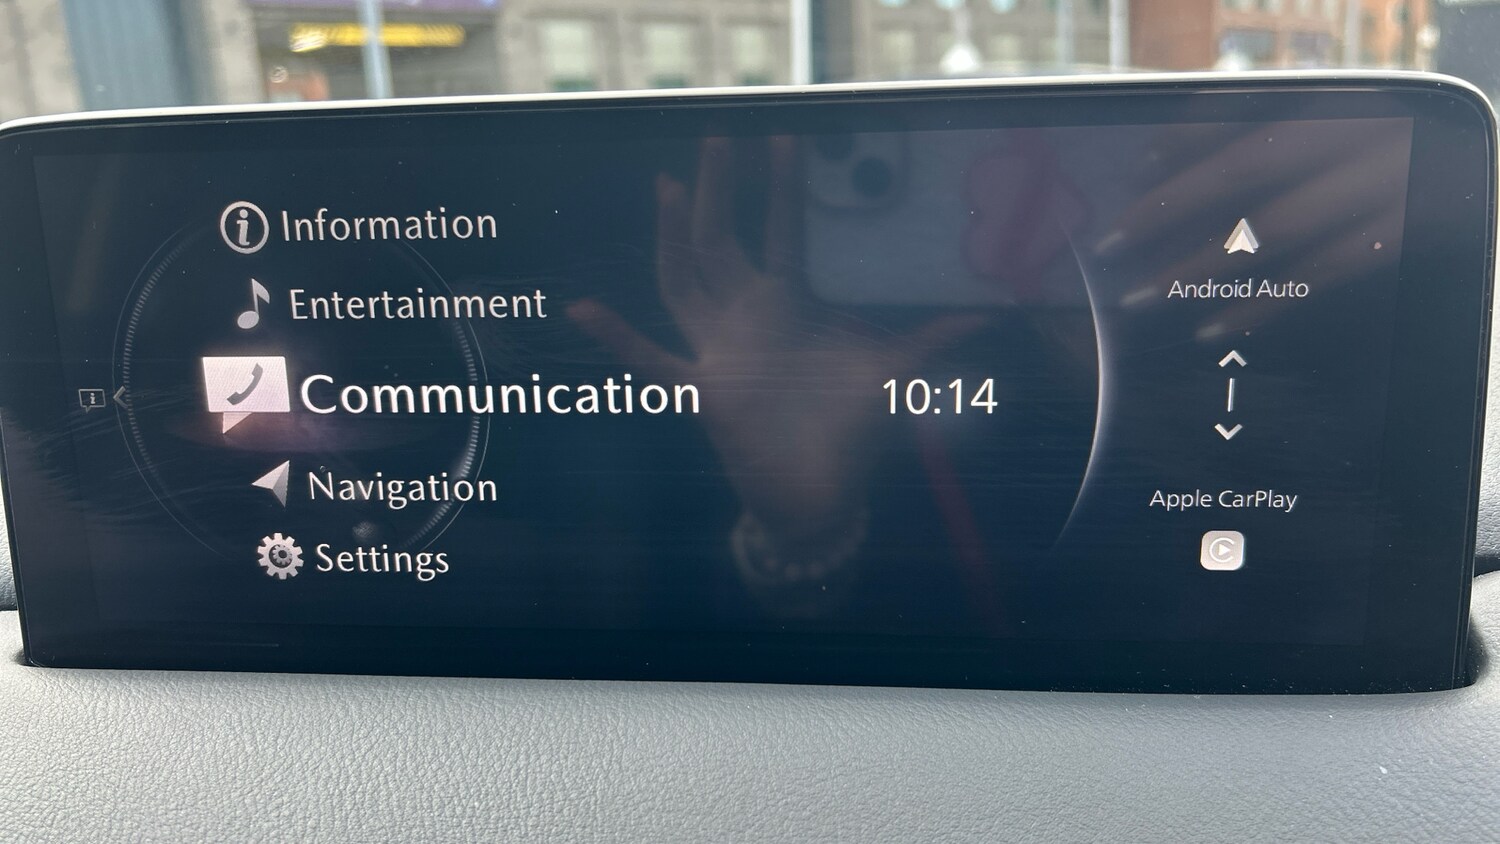 Information
Entertainment
Communication
10:14
Navigation
Settings
Android Auto
Apple CarPlay